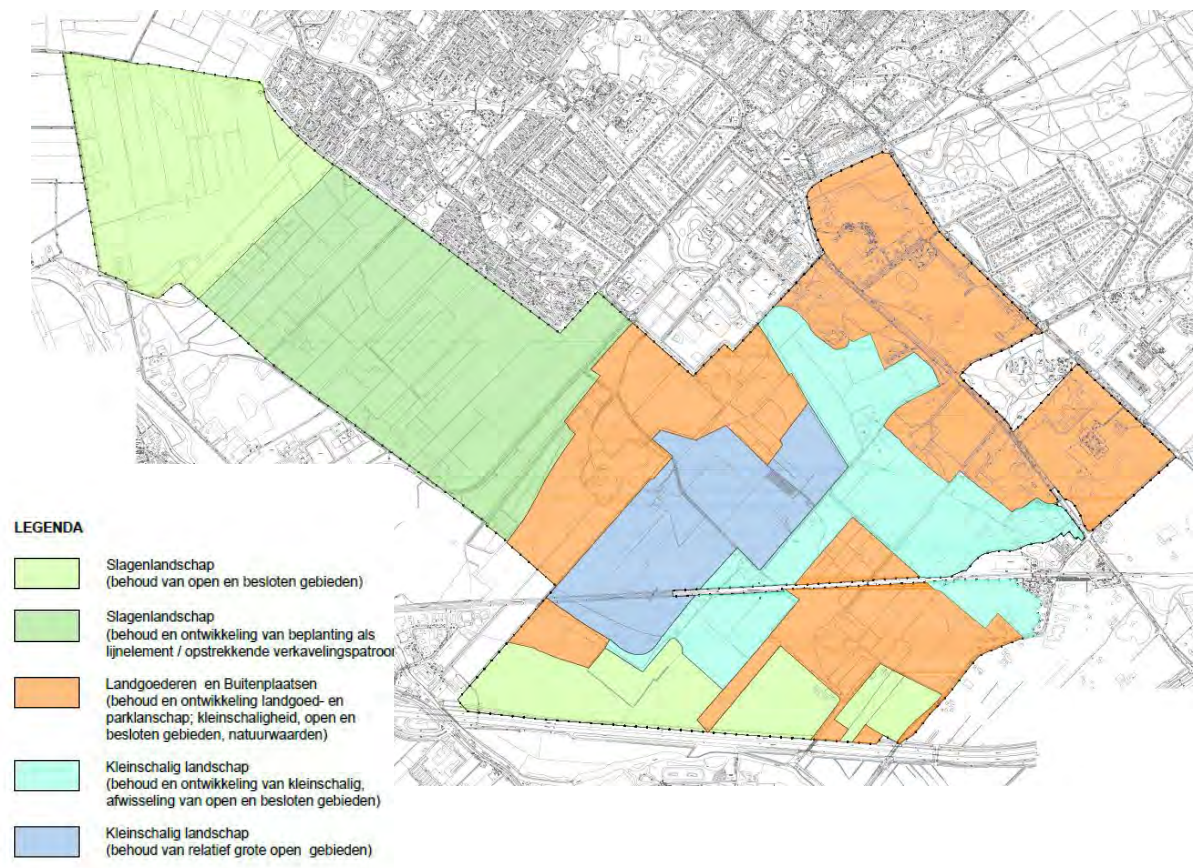 LEGENDA
Slagenlandschap
(behoud van open en besloten gebieden)
Slagenlandschap
(behoud en ontwikkeling van beplanting als
lijnelement / opstrekkende verkavelingspatroon
Landgoederen en Buitenplaatsen
(behoud en ontwikkeling landgoed- en
parklanschap; kleinschaligheid, open en
besloten gebieden, natuurwaarden)
Kleinschalig landschap
(behoud en ontwikkeling van kleinschalig,
afwisseling van open en besloten gebieden)
Kleinschalig landschap
(behoud van relatief grote open gebieden)